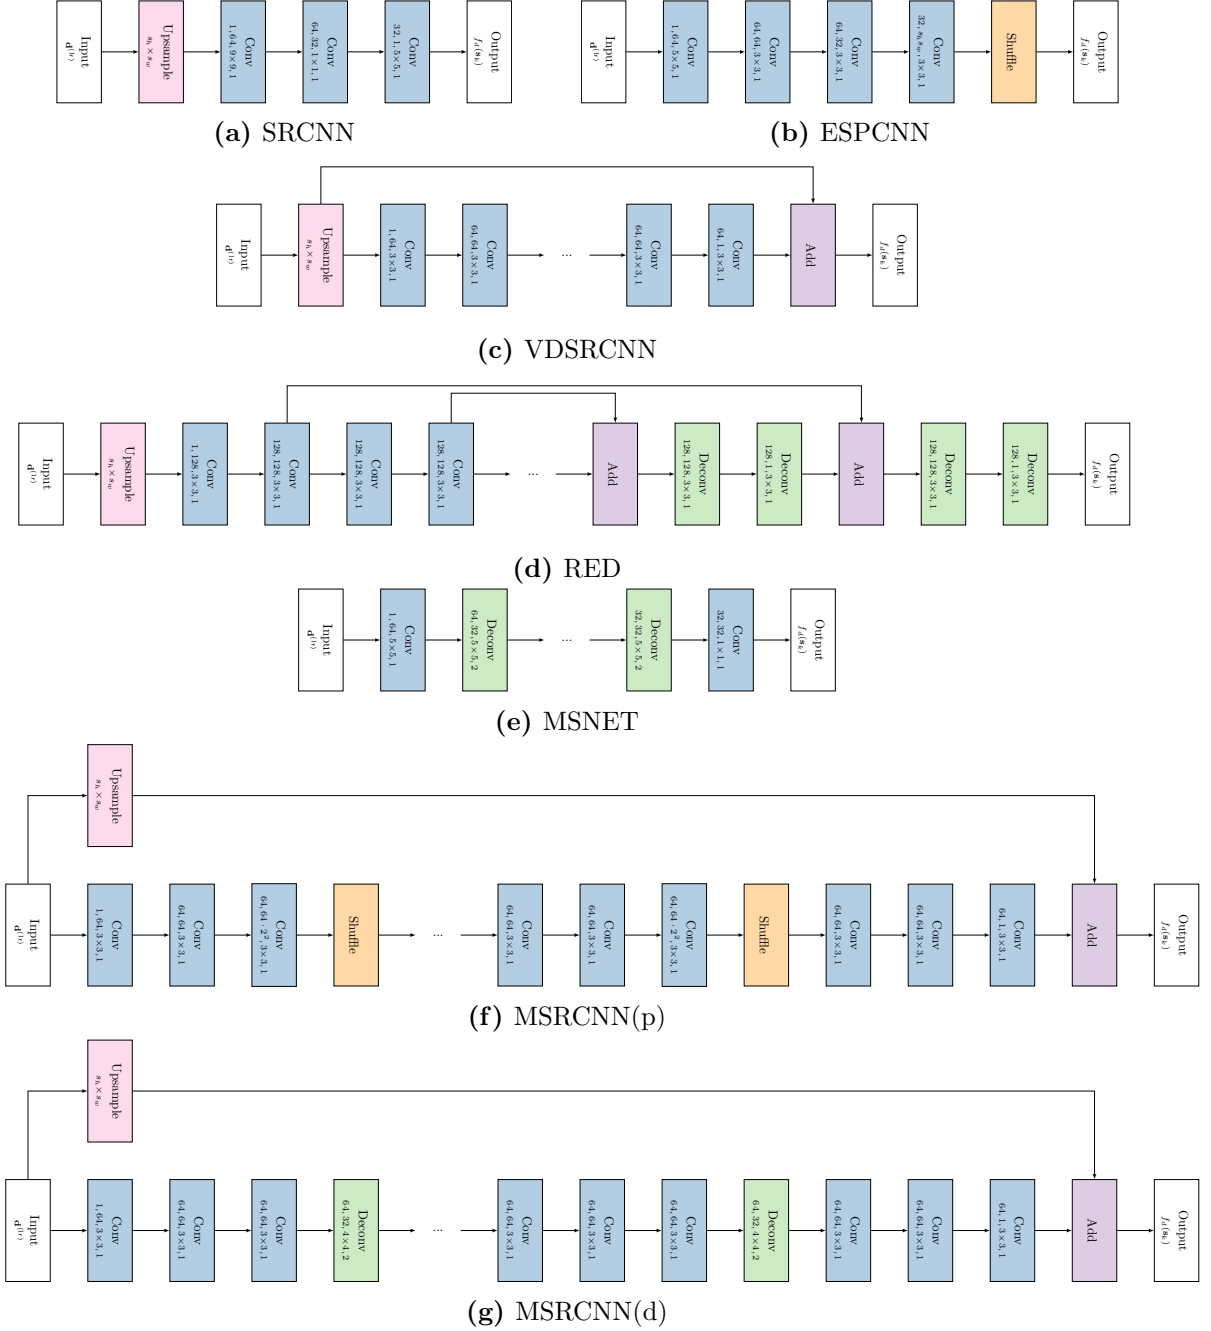 Input d^(lr)
Upsample s_h × s_w
Conv 1, 64, 9×9, 1
Conv 64, 32, 1×1, 1
Conv 32, 1, 5×5, 1
Output f_d(s_k)
(a) SRCNN
Input d^(lr)
Conv 1, 64, 5×5, 1
Conv 64, 64, 3×3, 1
Conv 64, 32, 3×3, 1
Conv 32, s_h s_w, 3×3, 1
Shuffle
Output f_d(s_k)
(b) ESPCNN
Input d^(lr)
Upsample s_h × s_w
Conv 1, 64, 3×3, 1
Conv 64, 64, 3×3, 1
...
Conv 64, 64, 3×3, 1
Conv 64, 1, 3×3, 1
Add
Output f_d(s_k)
(c) VDSRCNN
Input d^(lr)
Upsample s_h × s_w
Conv 1, 128, 3×3, 1
Conv 128, 128, 3×3, 1
Conv 128, 128, 3×3, 1
Conv 128, 128, 3×3, 1
...
Add
Deconv 128, 128, 3×3, 1
Deconv 128, 1, 3×3, 1
Add
Deconv 128, 128, 3×3, 1
Deconv 128, 1, 3×3, 1
Output f_d(s_k)
(d) RED
Input d^(lr)
Conv 1, 64, 5×5, 1
Deconv 64, 32, 5×5, 2
...
Deconv 32, 32, 5×5, 2
Conv 32, 32, 1×1, 1
Output f_d(s_k)
(e) MSNET
Upsample s_h × s_w
Input d^(lr)
Conv 1, 64, 3×3, 1
Conv 64, 64, 3×3, 1
Conv 64, 64 · 2², 3×3, 1
Shuffle
...
Conv 64, 64, 3×3, 1
Conv 64, 64, 3×3, 1
Conv 64, 64 · 2², 3×3, 1
Shuffle
Conv 64, 64, 3×3, 1
Conv 64, 64, 3×3, 1
Conv 64, 1, 3×3, 1
Add
Output f_d(s_k)
(f) MSRCNN(p)
Upsample s_h × s_w
Input d^(lr)
Conv 1, 64, 3×3, 1
Conv 64, 64, 3×3, 1
Conv 64, 64, 3×3, 1
Deconv 64, 32, 4×4, 2
...
Conv 64, 64, 3×3, 1
Conv 64, 64, 3×3, 1
Conv 64, 64, 3×3, 1
Deconv 64, 32, 4×4, 2
Conv 64, 64, 3×3, 1
Conv 64, 64, 3×3, 1
Conv 64, 1, 3×3, 1
Add
Output f_d(s_k)
(g) MSRCNN(d)